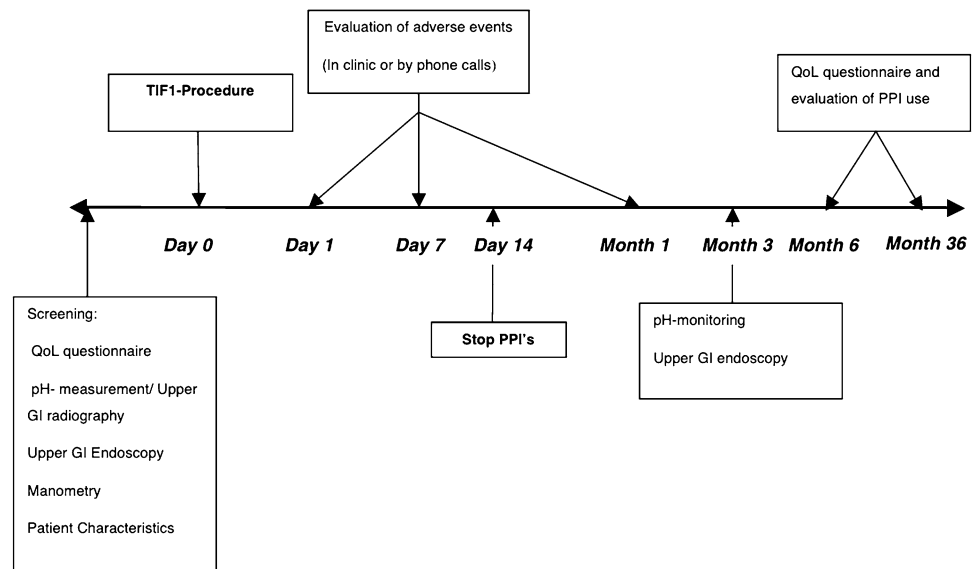 Evaluation of adverse events
(In clinic or by phone calls)
TIF1-Procedure
QoL questionnaire and
evaluation of PPI use
Day 0
Day 1
Day 7
Day 14
Month 1
Month 3
Month 6
Month 36
Screening:
QoL questionnaire
pH- measurement/ Upper
GI radiography
Upper GI Endoscopy
Manometry
Patient Characteristics
Stop PPI's
pH-monitoring
Upper GI endoscopy